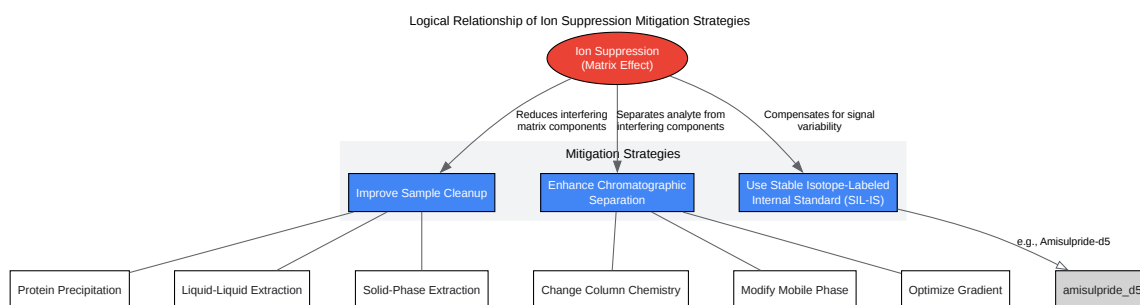 Logical Relationship of Ion Suppression Mitigation Strategies
Ion Suppression
(Matrix Effect)
Reduces interfering
matrix components
Separates analyte from
interfering components
Compensates for signal
variability
Mitigation Strategies
Improve Sample Cleanup
Enhance Chromatographic
Separation
Use Stable Isotope-Labeled
Internal Standard (SIL-IS)
e.g., Amisulpride-d5
Protein Precipitation
Liquid-Liquid Extraction
Solid-Phase Extraction
Change Column Chemistry
Modify Mobile Phase
Optimize Gradient
amisulpride_d5